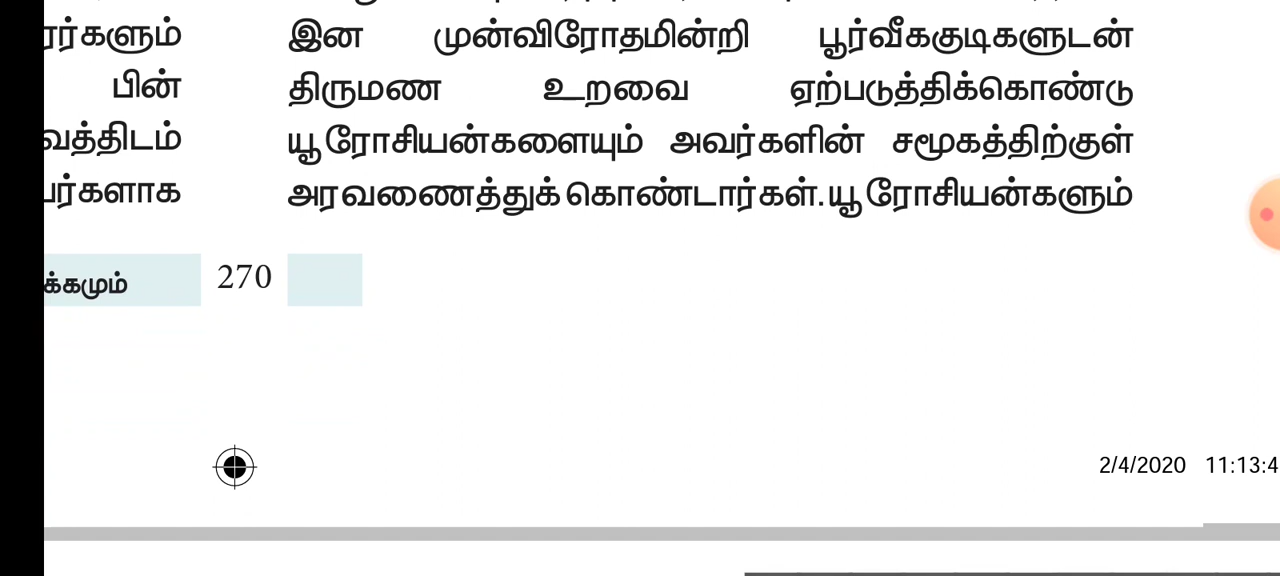 ரர்களும்
பின்
வத்திடம்
பர்களாக
இன முன்விரோதமின்றி பூர்வீககுடிகளுடன்
திருமண உறவை ஏற்படுத்திக்கொண்டு
யூரோசியன்களையும் அவர்களின் சமூகத்திற்குள்
அரவணைத்துக் கொண்டார்கள். யூரோசியன்களும்
க்கமும் 270
2/4/2020 11:13:4